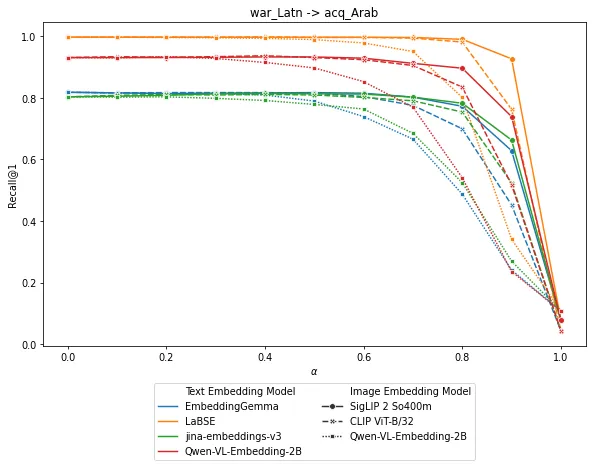 war_Latn -> acq_Arab
Recall@1
1.0
0.8
0.6
0.4
0.2
0.0
0.0 0.2 0.4 0.6 0.8 1.0
α
Text Embedding Model
EmbeddingGemma
LaBSE
jina-embeddings-v3
Qwen-VL-Embedding-2B
Image Embedding Model
SigLIP 2 So400m
CLIP ViT-B/32
Qwen-VL-Embedding-2B